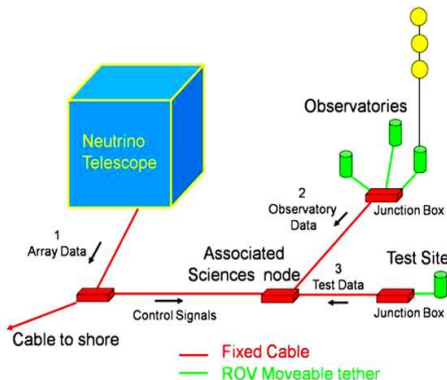 Neutrino
Telescope
Observatories
1
Array Data
2
Observatory
Data
Junction Box
Associated
Sciences node
3
Test Data
Test Site
Control Signals
Junction Box
Cable to shore
Fixed Cable
ROV Moveable tether